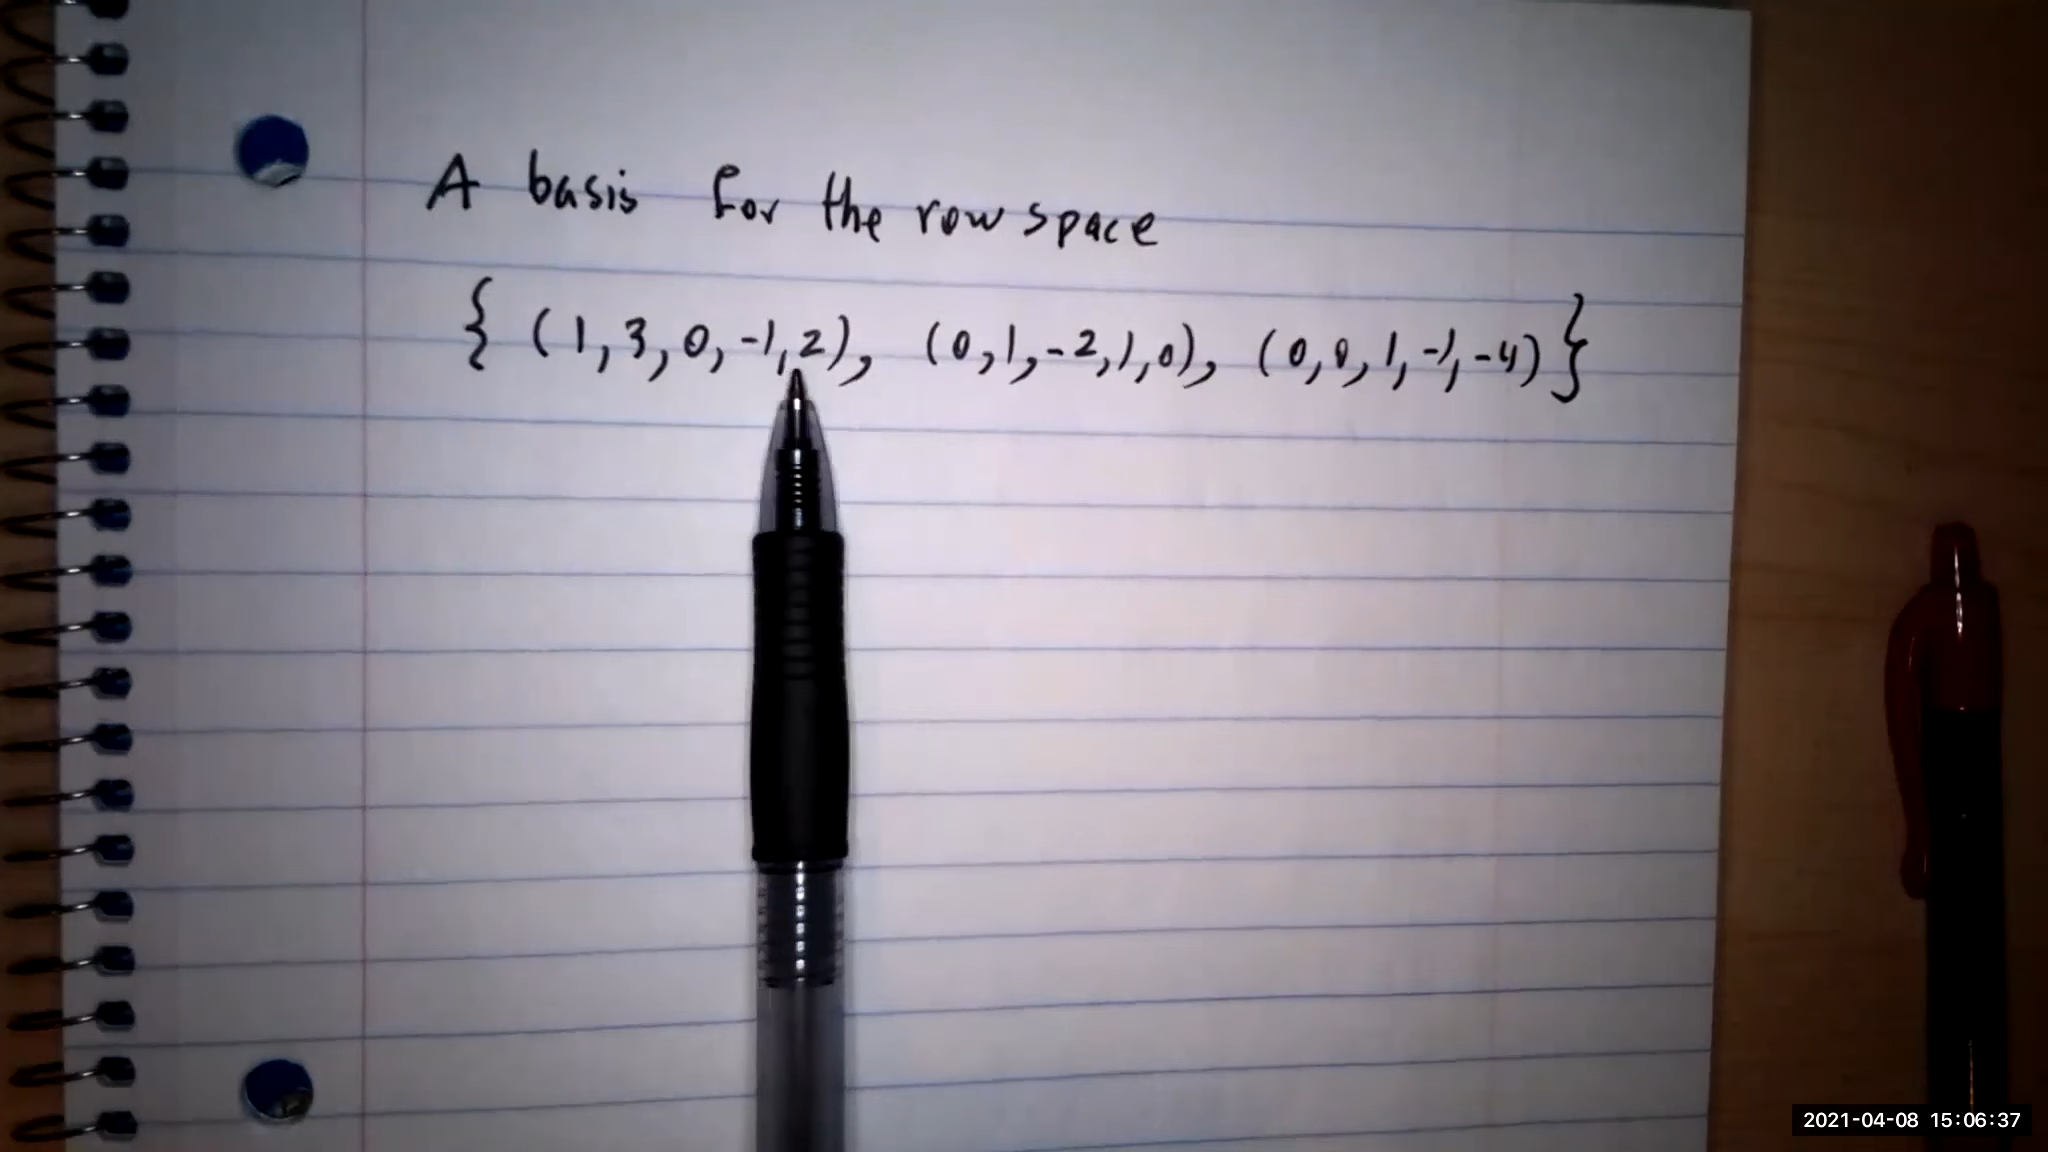 A basis for the row space
{ (1, 3, 0, -1, 2), (0, 1, -2, 1, 0), (0, 0, 1, -1, -4) }
2021-04-08 15:06:37